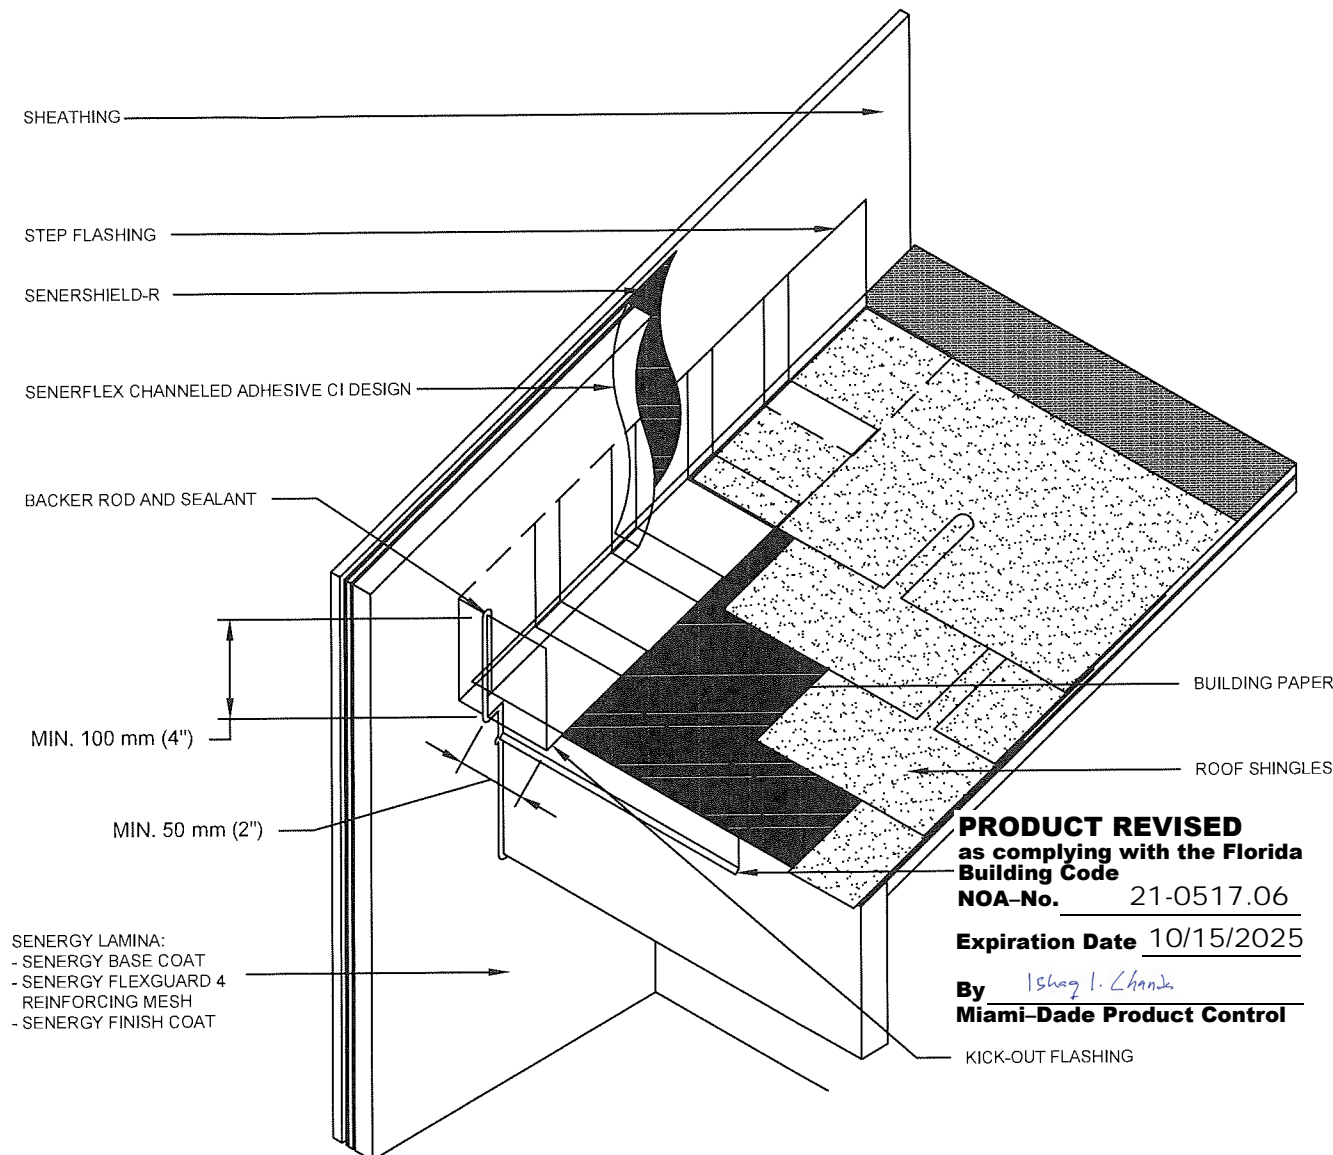 SHEATHING
STEP FLASHING
SENERSHIELD-R
SENERFLEX CHANNELED ADHESIVE CI DESIGN
BACKER ROD AND SEALANT
MIN. 100 mm (4")
MIN. 50 mm (2")
SENERGY LAMINA:
- SENERGY BASE COAT
- SENERGY FLEXGUARD 4
REINFORCING MESH
- SENERGY FINISH COAT
BUILDING PAPER
ROOF SHINGLES
PRODUCT REVISED
as complying with the Florida
Building Code
NOA–No. 21-0517.06
Expiration Date 10/15/2025
By Ishaq I. Chanda
Miami–Dade Product Control
KICK-OUT FLASHING